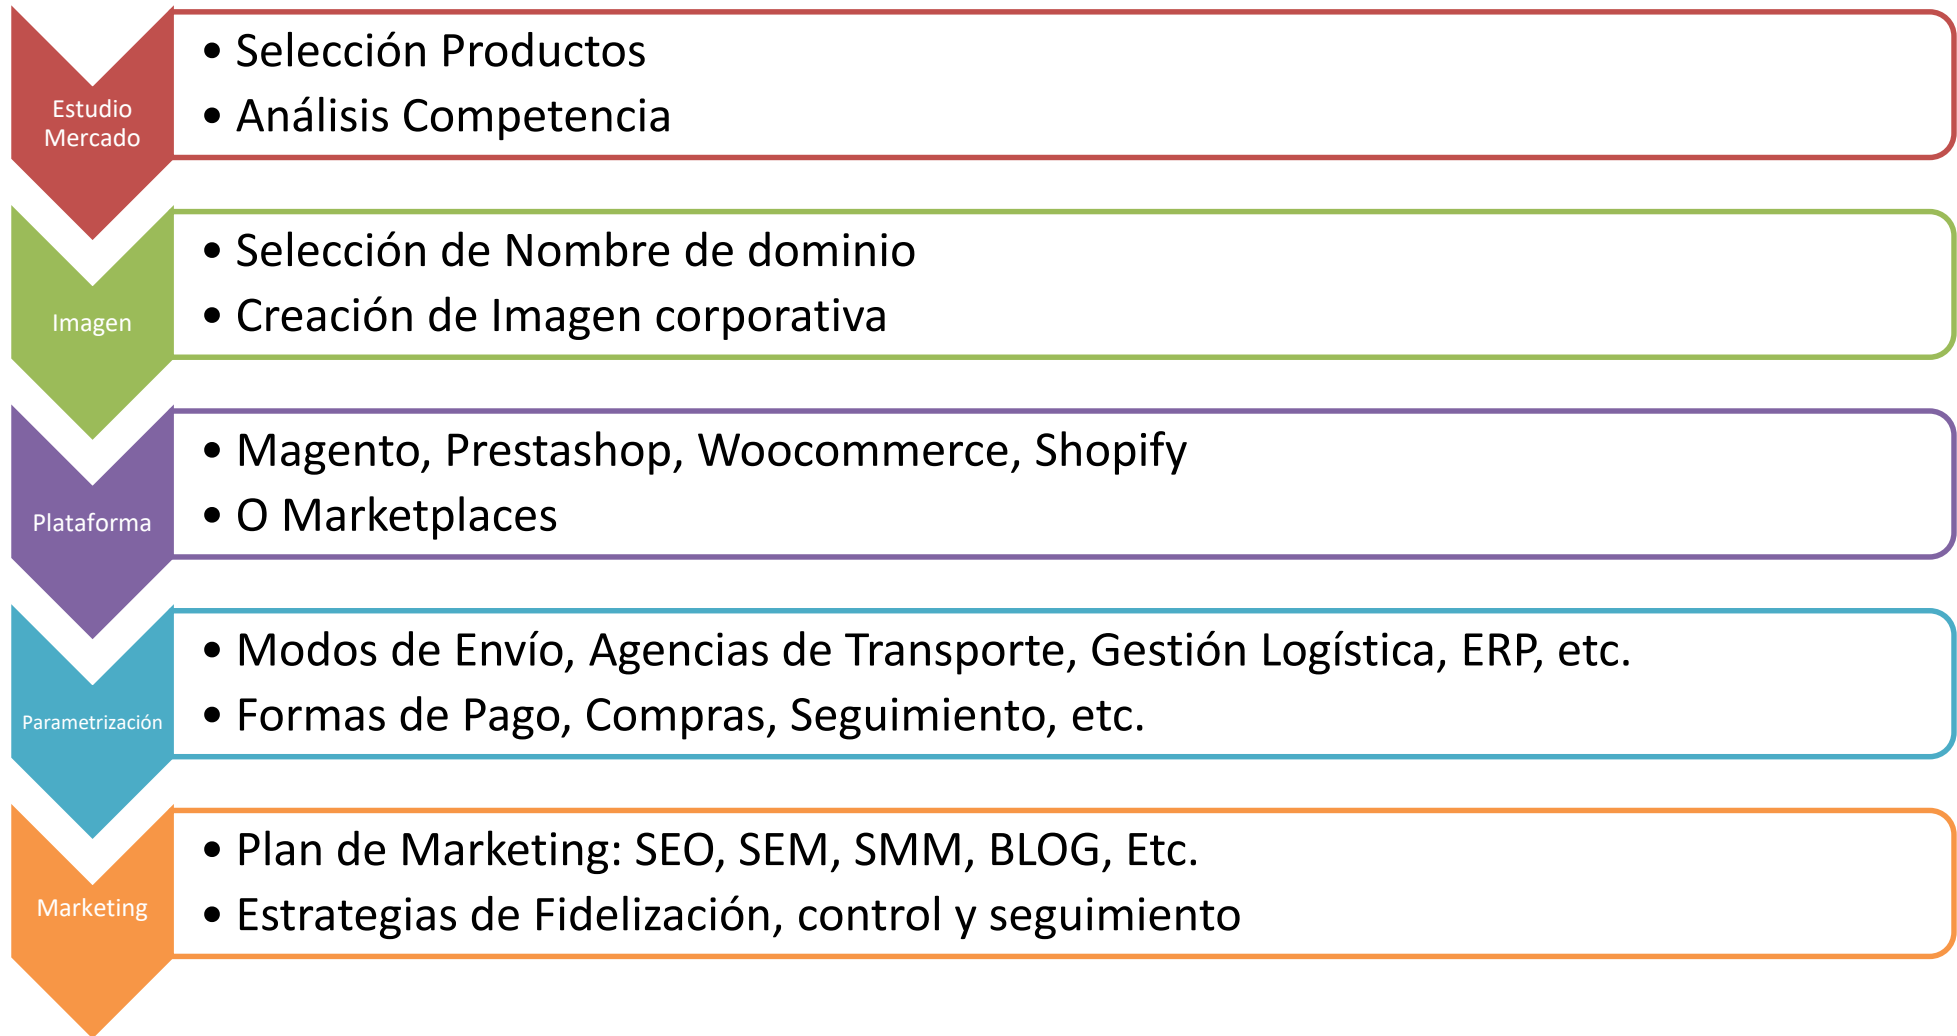 Estudio
Mercado
• Selección Productos
• Análisis Competencia
Imagen
• Selección de Nombre de dominio
• Creación de Imagen corporativa
Plataforma
• Magento, Prestashop, Woocommerce, Shopify
• O Marketplaces
Parametrización
• Modos de Envío, Agencias de Transporte, Gestión Logística, ERP, etc.
• Formas de Pago, Compras, Seguimiento, etc.
Marketing
• Plan de Marketing: SEO, SEM, SMM, BLOG, Etc.
• Estrategias de Fidelización, control y seguimiento